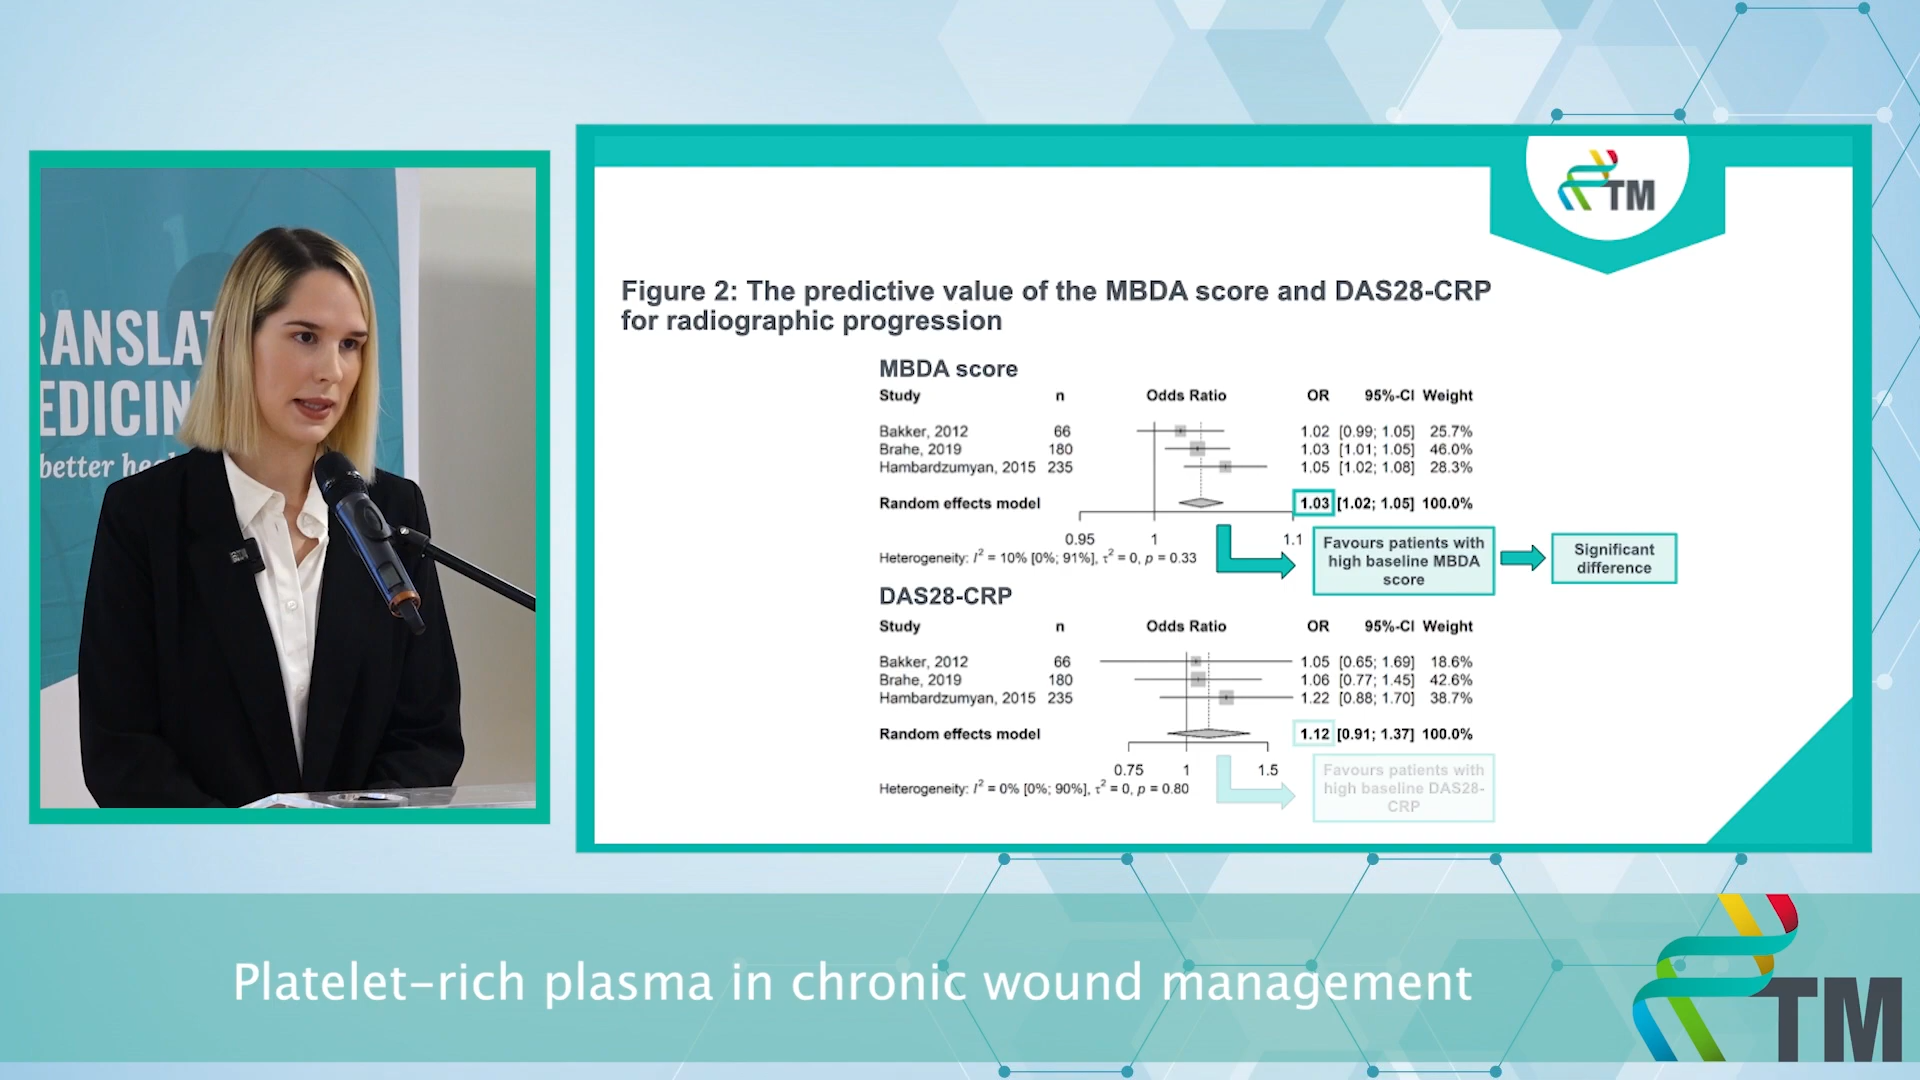 RANSLAT
EDICIN
better hea
TM
Figure 2: The predictive value of the MBDA score and DAS28-CRP
for radiographic progression
MBDA score
Study n Odds Ratio OR 95%-CI Weight
Bakker, 2012 66 1.02 [0.99; 1.05] 25.7%
Brahe, 2019 180 1.03 [1.01; 1.05] 46.0%
Hambardzumyan, 2015 235 1.05 [1.02; 1.08] 28.3%
Random effects model 1.03 [1.02; 1.05] 100.0%
0.95 1 1.1
Heterogeneity: I² = 10% [0%; 91%], τ² = 0, p = 0.33
Favours patients with
high baseline MBDA
score
Significant
difference
DAS28-CRP
Study n Odds Ratio OR 95%-CI Weight
Bakker, 2012 66 1.05 [0.65; 1.69] 18.6%
Brahe, 2019 180 1.06 [0.77; 1.45] 42.6%
Hambardzumyan, 2015 235 1.22 [0.88; 1.70] 38.7%
Random effects model 1.12 [0.91; 1.37] 100.0%
0.75 1 1.5
Heterogeneity: I² = 0% [0%; 90%], τ² = 0, p = 0.80
Favours patients with
high baseline DAS28-
CRP
Platelet-rich plasma in chronic wound management
TM